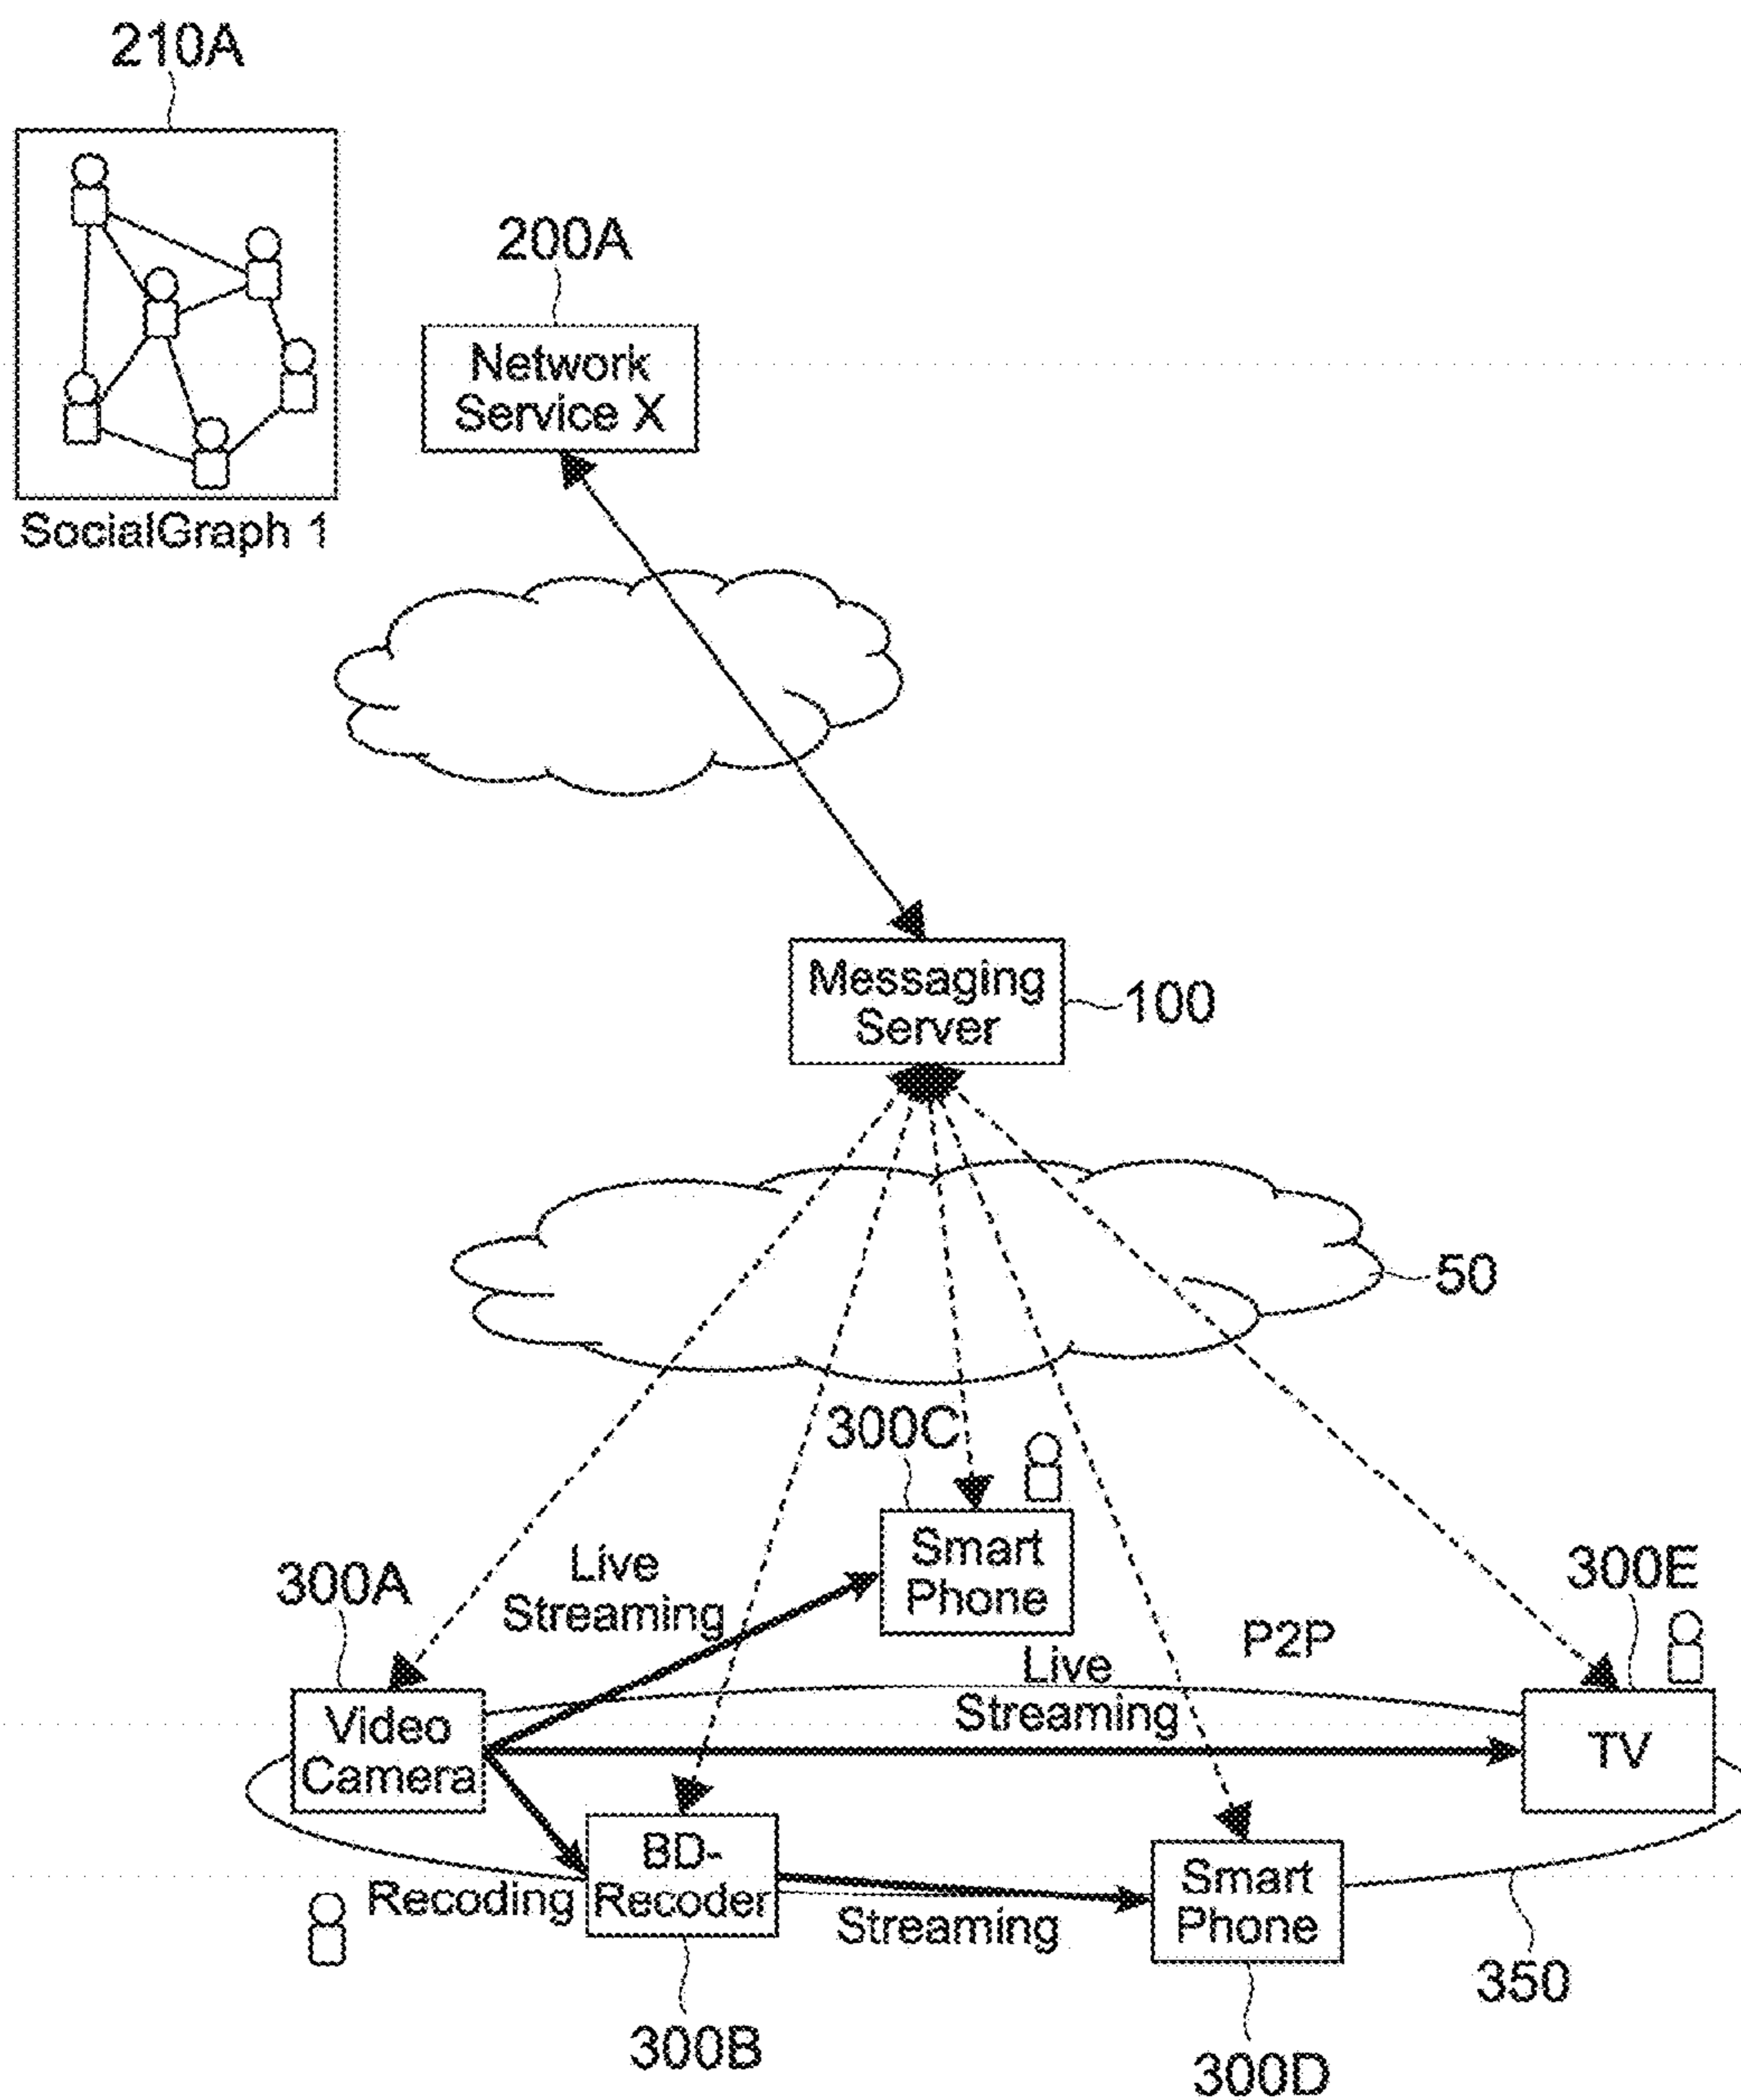 210A
200A
Network
Service X
SocialGraph 1
Messaging
Server
100
50
300C
Smart
Phone
300A
Live
Streaming
300E
P2P
Live
Streaming
Video
Camera
TV
BD-
Recoder
Recoding
Streaming
Smart
Phone
350
300B
300D